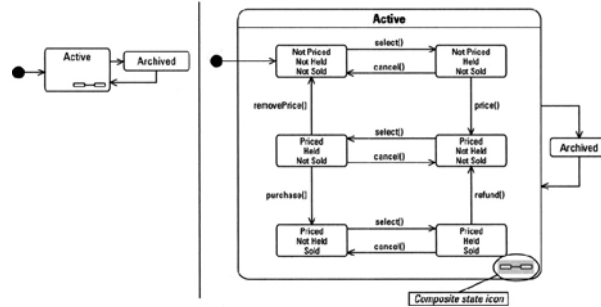 Active
Archived
Active
Not Priced
Not Held
Not Sold
select()
cancel()
Not Priced
Held
Not Sold
removePrice()
price()
Priced
Held
Not Sold
select()
cancel()
Priced
Not Held
Not Sold
Archived
purchase()
refund()
Priced
Not Held
Sold
select()
cancel()
Priced
Held
Sold
Composite state icon